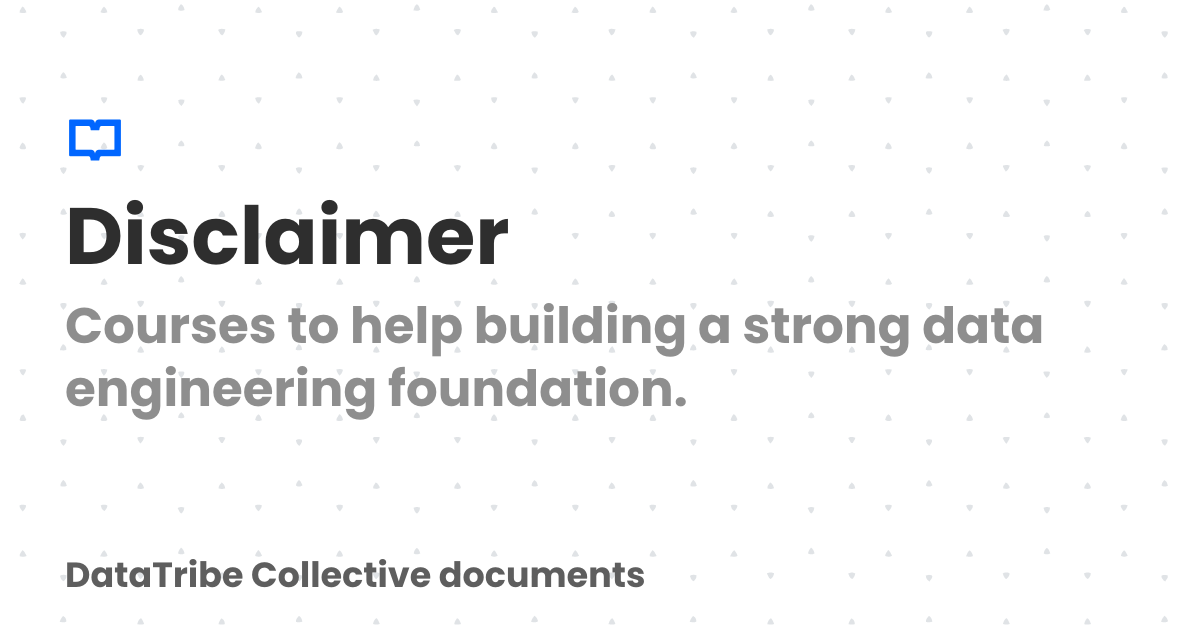 Disclaimer
Courses to help building a strong data
engineering foundation.
DataTribe Collective documents